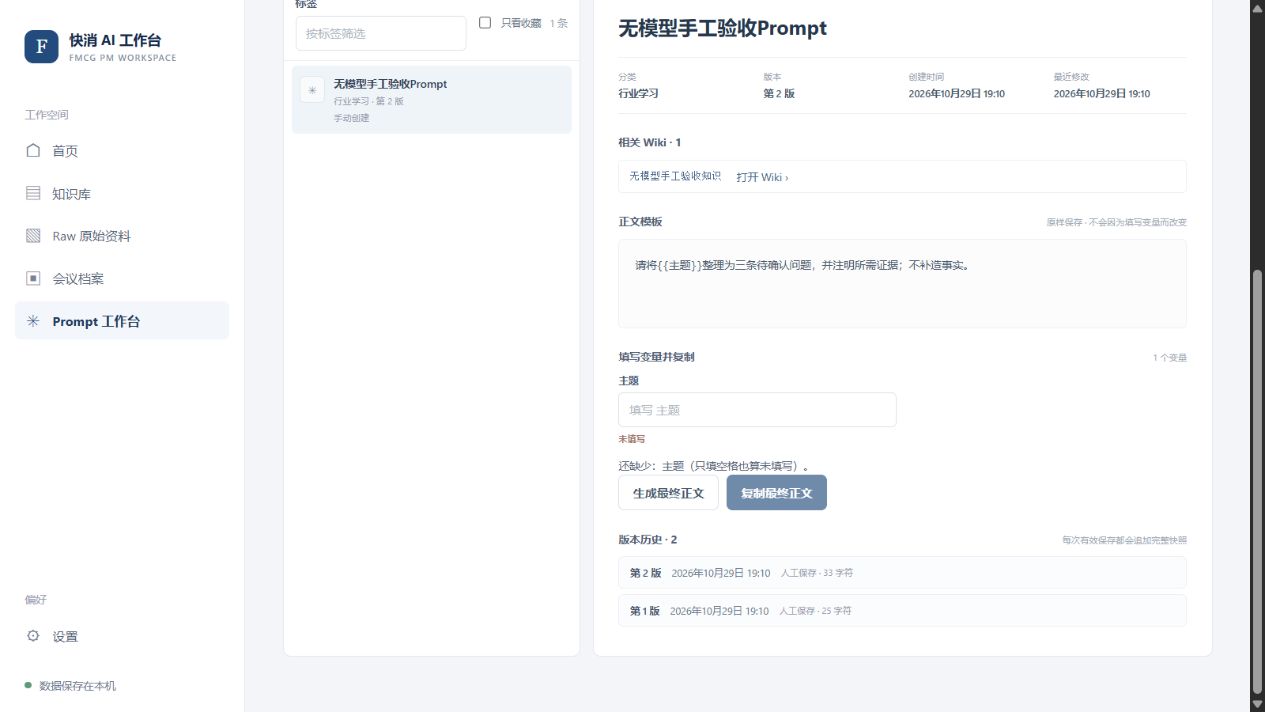 F
快消 AI 工作台
FMCG PM WORKSPACE
工作空间
首页
知识库
Raw 原始资料
会议档案
Prompt 工作台
偏好
设置
数据保存在本机
标签
按标签筛选
只看收藏
1 条
无模型手工验收Prompt
行业学习 · 第 2 版
手动创建
无模型手工验收Prompt
分类
行业学习
版本
第 2 版
创建时间
2026年10月29日 19:10
最近修改
2026年10月29日 19:10
相关 Wiki · 1
无模型手工验收知识
打开 Wiki ›
正文模板
原样保存 · 不会因为填写变量而改变
请将{{主题}}整理为三条待确认问题，并注明所需证据；不补造事实。
填写变量并复制
1 个变量
主题
填写 主题
未填写
还缺少：主题（只填空格也算未填写）。
生成最终正文
复制最终正文
版本历史 · 2
每次有效保存都会追加完整快照
第 2 版 2026年10月29日 19:10 人工保存 · 33 字符
第 1 版 2026年10月29日 19:10 人工保存 · 25 字符